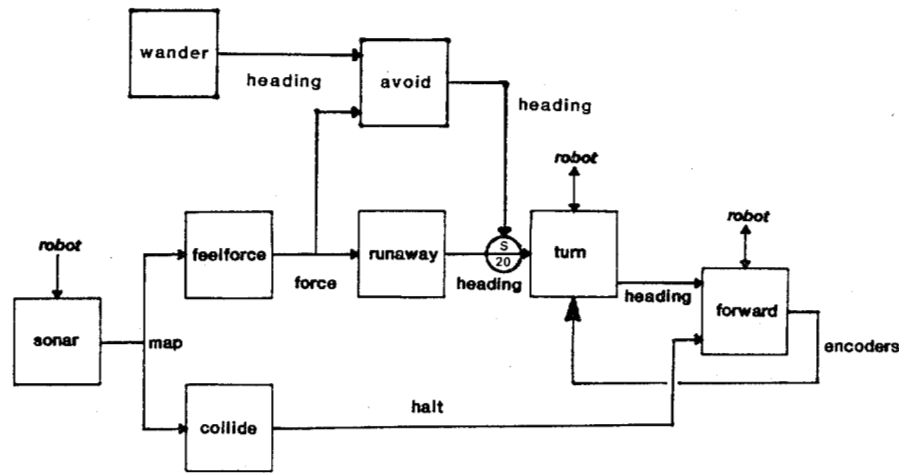 wander
heading
avoid
heading
robot
robot
robot
feelforce
force
runaway
S
20
heading
turn
heading
forward
sonar
map
encoders
collide
halt